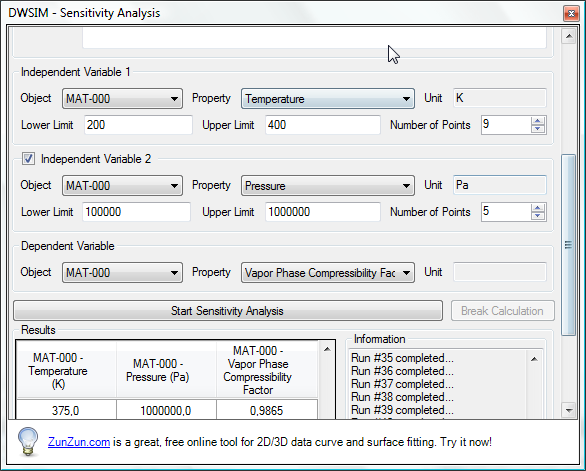 DWSIM - Sensitivity Analysis
Independent Variable 1
Object MAT-000 Property Temperature Unit K
Lower Limit 200 Upper Limit 400 Number of Points 9
Independent Variable 2
Object MAT-000 Property Pressure Unit Pa
Lower Limit 100000 Upper Limit 1000000 Number of Points 5
Dependent Variable
Object MAT-000 Property Vapor Phase Compressibility Fac Unit
Start Sensitivity Analysis Break Calculation
Results
MAT-000 -
Temperature
(K)
MAT-000 -
Pressure (Pa)
MAT-000 -
Vapor Phase
Compressibility
Factor
375,0 1000000,0 0,9865
Information
Run #35 completed...
Run #36 completed...
Run #37 completed...
Run #38 completed...
Run #39 completed...
ZunZun.com is a great, free online tool for 2D/3D data curve and surface fitting. Try it now!